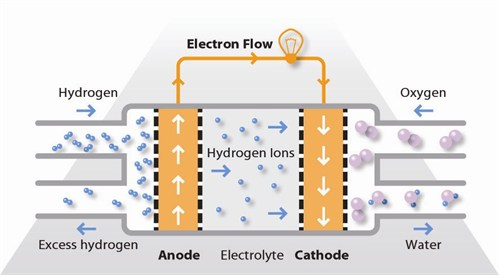 Electron Flow
Hydrogen
Oxygen
Hydrogen Ions
Excess hydrogen
Anode
Electrolyte
Cathode
Water